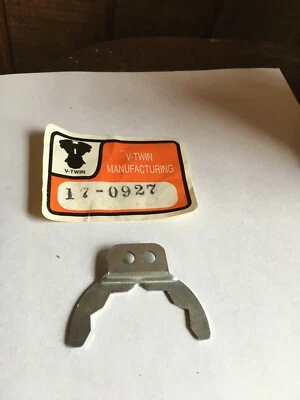 V-TWIN
V-TWIN
MANUFACTURING
17-0927